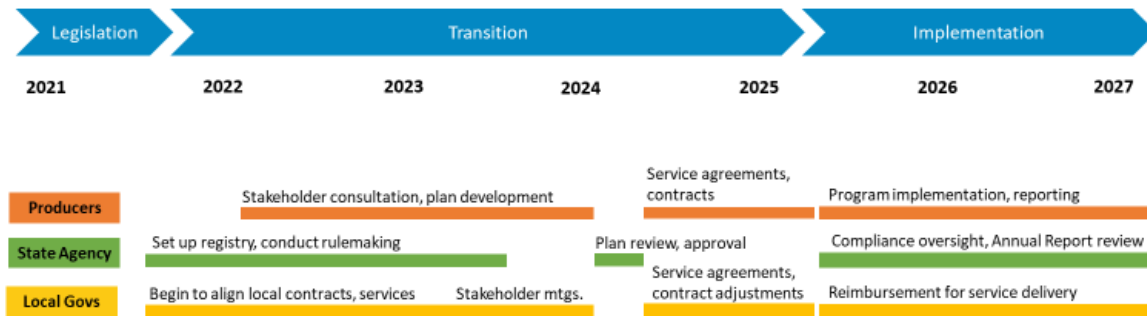 Legislation Transition Implementation
2021 2022 2023 2024 2025 2026 2027
Service agreements,
contracts
Producers Stakeholder consultation, plan development Program implementation, reporting
State Agency Set up registry, conduct rulemaking Plan review, approval Compliance oversight, Annual Report review
Service agreements,
contract adjustments
Local Govs Begin to align local contracts, services Stakeholder mtgs. Reimbursement for service delivery